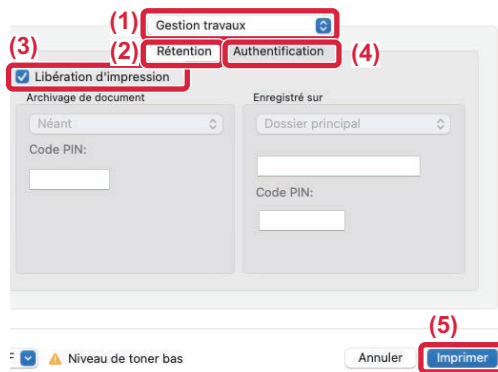 (1)
Gestion travaux
(3)
(2)
Rétention
Authentification
(4)
Libération d'impression
Archivage de document
Enregistré sur
Néant
Dossier principal
Code PIN:
Code PIN:
(5)
Niveau de toner bas
Annuler
Imprimer